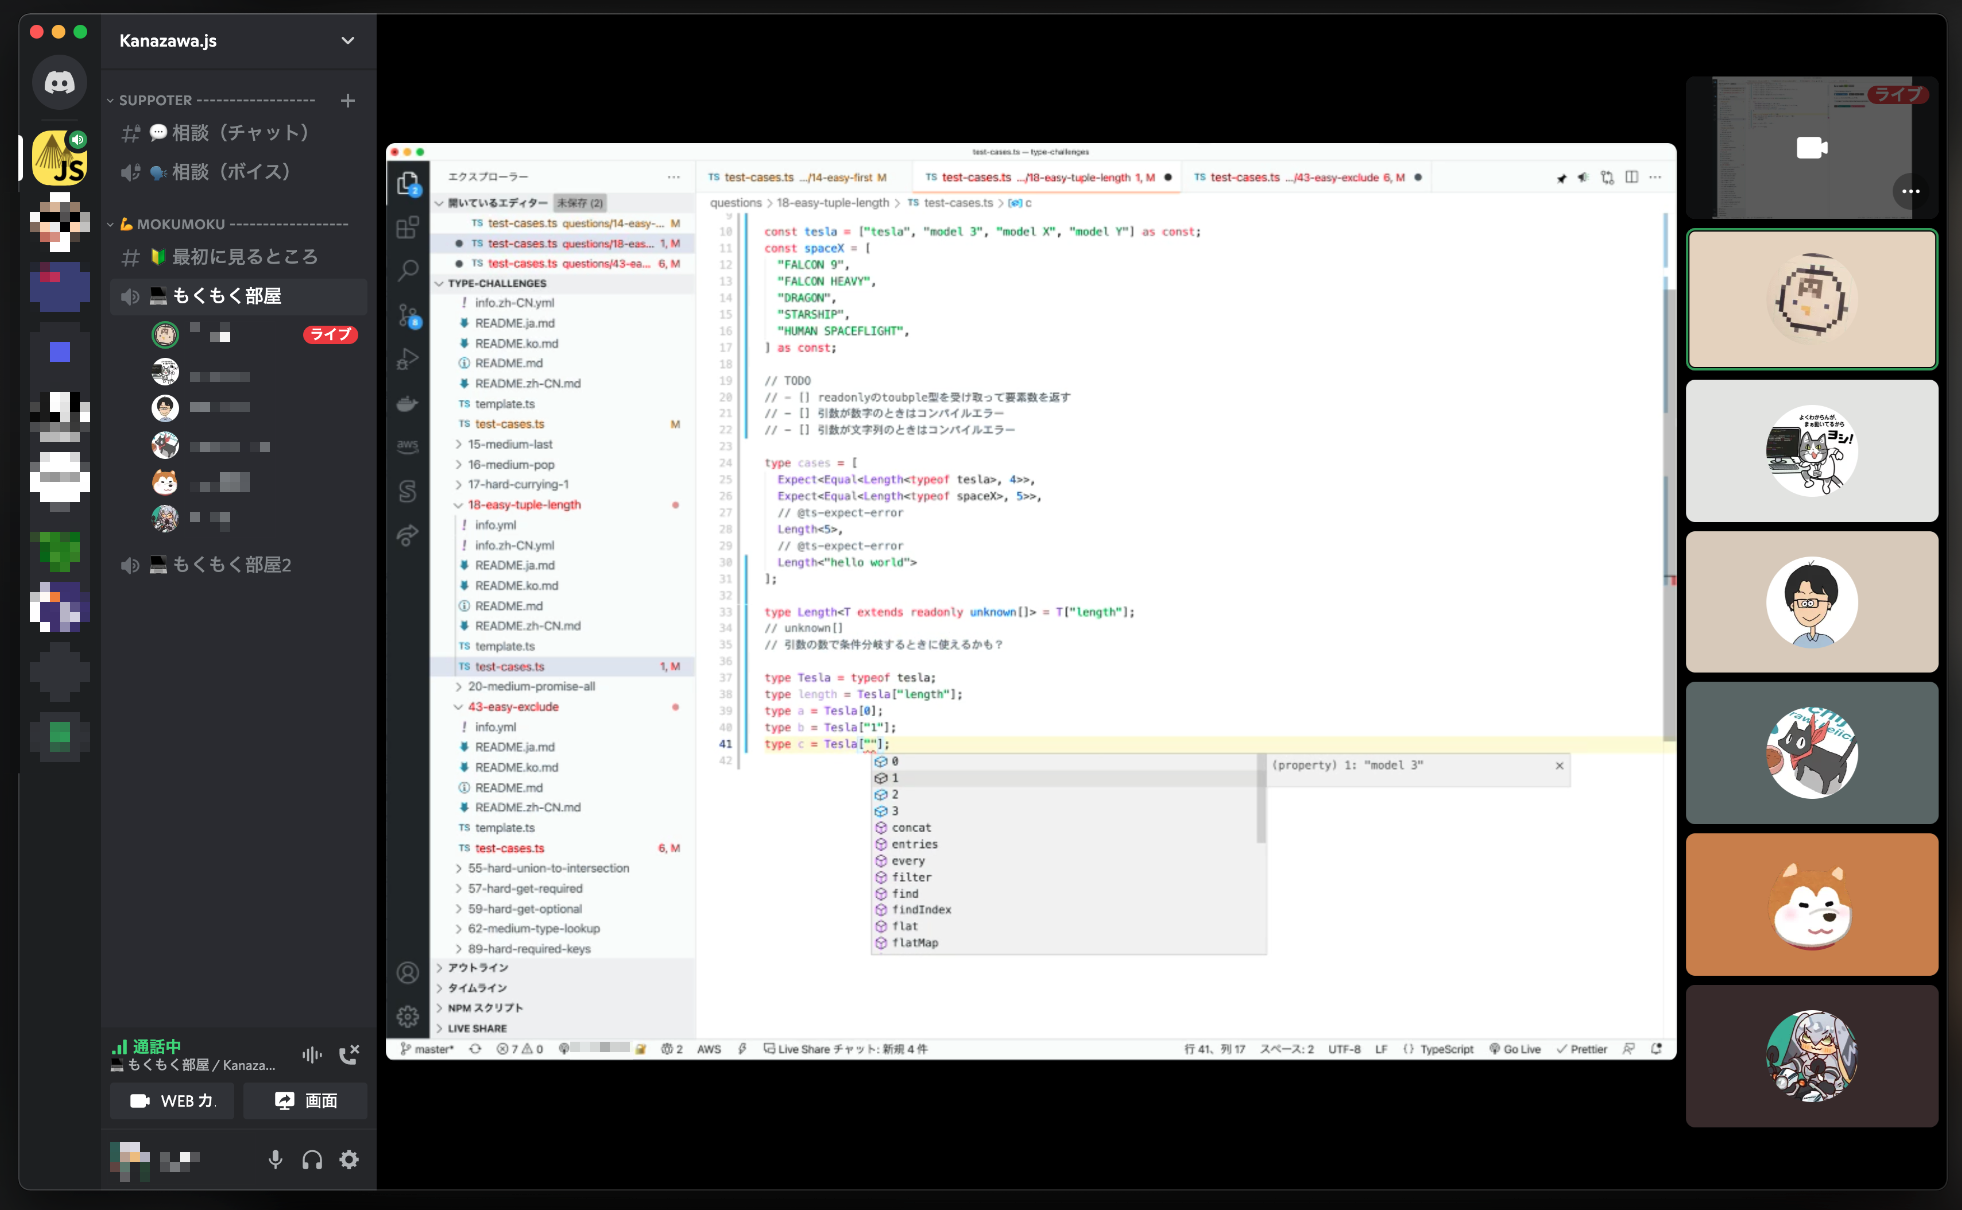 Kanazawa.js
SUPPOTER ------------------
相談（チャット）
相談（ボイス）
MOKUMOKU ------------------
最初に見るところ
もくもく部屋
ライブ
もくもく部屋2
通話中
もくもく部屋 / Kanaza...
WEB カ.
画面
test-cases.ts — type-challenges
エクスプローラー
開いているエディター 未保存 (2)
TS test-cases.ts questions/14-easy-... M
TS test-cases.ts questions/18-eas... 1, M
TS test-cases.ts questions/43-ea... 6, M
TYPE-CHALLENGES
! info.zh-CN.yml
README.ja.md
README.ko.md
README.md
README.zh-CN.md
TS template.ts
TS test-cases.ts M
15-medium-last
16-medium-pop
17-hard-currying-1
18-easy-tuple-length
! info.yml
! info.zh-CN.yml
README.ja.md
README.ko.md
README.md
README.zh-CN.md
TS template.ts
TS test-cases.ts 1, M
20-medium-promise-all
43-easy-exclude
! info.yml
README.ja.md
README.ko.md
README.md
README.zh-CN.md
TS template.ts
TS test-cases.ts 6, M
55-hard-union-to-intersection
57-hard-get-required
59-hard-get-optional
62-medium-type-lookup
89-hard-required-keys
アウトライン
タイムライン
NPM スクリプト
LIVE SHARE
TS test-cases.ts .../14-easy-first M
TS test-cases.ts .../18-easy-tuple-length 1, M
TS test-cases.ts .../43-easy-exclude 6, M
questions > 18-easy-tuple-length > TS test-cases.ts > c
9
10 const tesla = ["tesla", "model 3", "model X", "model Y"] as const;
11 const spaceX = [
12 "FALCON 9",
13 "FALCON HEAVY",
14 "DRAGON",
15 "STARSHIP",
16 "HUMAN SPACEFLIGHT",
17 ] as const;
18
19 // TODO
20 // - [] readonlyのtoubple型を受け取って要素数を返す
21 // - [] 引数が数字のときはコンパイルエラー
22 // - [] 引数が文字列のときはコンパイルエラー
23
24 type cases = [
25 Expect<Equal<Length<typeof tesla>, 4>>,
26 Expect<Equal<Length<typeof spaceX>, 5>>,
27 // @ts-expect-error
28 Length<5>,
29 // @ts-expect-error
30 Length<"hello world">
31 ];
32
33 type Length<T extends readonly unknown[]> = T["length"];
34 // unknown[]
35 // 引数の数で条件分岐するときに使えるかも？
36
37 type Tesla = typeof tesla;
38 type length = Tesla["length"];
39 type a = Tesla[0];
40 type b = Tesla["1"];
41 type c = Tesla[""];
42
0
1
2
3
concat
entries
every
filter
find
findIndex
flat
flatMap
(property) 1: "model 3"
master*
7 0
2
AWS
Live Share チャット: 新規 4 件
行 41、列 17
スペース: 2
UTF-8
LF
{} TypeScript
Go Live
Prettier
ライブ
よくわからんが、
まぁ動いてるから
ヨシ!